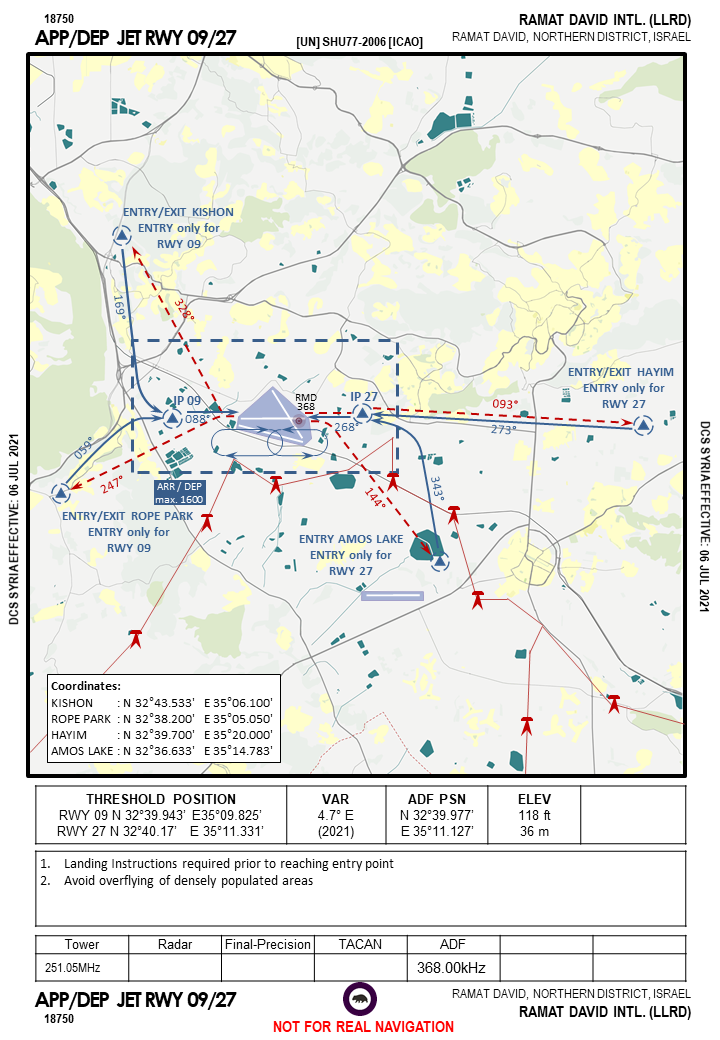 18750
RAMAT DAVID INTL. (LLRD)
APP/DEP JET RWY 09/27
[UN] SHU77-2006 [ICAO]
RAMAT DAVID, NORTHERN DISTRICT, ISRAEL
ENTRY/EXIT KISHON
ENTRY only for
RWY 09
169°
328°
ENTRY/EXIT HAYIM
ENTRY only for
RWY 27
IP 09
088°
RMD
368
IP 27
268°
093°
273°
059°
247°
ARR / DEP
max. 1600
144°
343°
ENTRY/EXIT ROPE PARK
ENTRY only for
RWY 09
ENTRY AMOS LAKE
ENTRY only for
RWY 27
DCS SYRIA EFFECTIVE: 06 JUL 2021
DCS SYRIA EFFECTIVE: 06 JUL 2021
Coordinates:
KISHON : N 32°43.533' E 35°06.100'
ROPE PARK : N 32°38.200' E 35°05.050'
HAYIM : N 32°39.700' E 35°20.000'
AMOS LAKE : N 32°36.633' E 35°14.783'
THRESHOLD POSITION VAR ADF PSN ELEV
RWY 09 N 32°39.943' E35°09.825' 4.7° E N 32°39.977' 118 ft
RWY 27 N 32°40.17' E 35°11.331' (2021) E 35°11.127' 36 m
1. Landing Instructions required prior to reaching entry point
2. Avoid overflying of densely populated areas
Tower Radar Final-Precision TACAN ADF
251.05MHz 368.00kHz
APP/DEP JET RWY 09/27
RAMAT DAVID, NORTHERN DISTRICT, ISRAEL
18750
RAMAT DAVID INTL. (LLRD)
NOT FOR REAL NAVIGATION